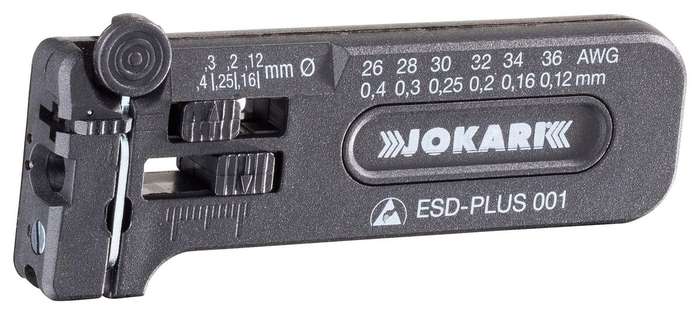 ,3 ,2 ,12
,4|,25|,16| mm Ø
26 28 30 32 34 36 AWG
0,4 0,3 0,25 0,2 0,16 0,12 mm
JOKARI
ESD-PLUS 001